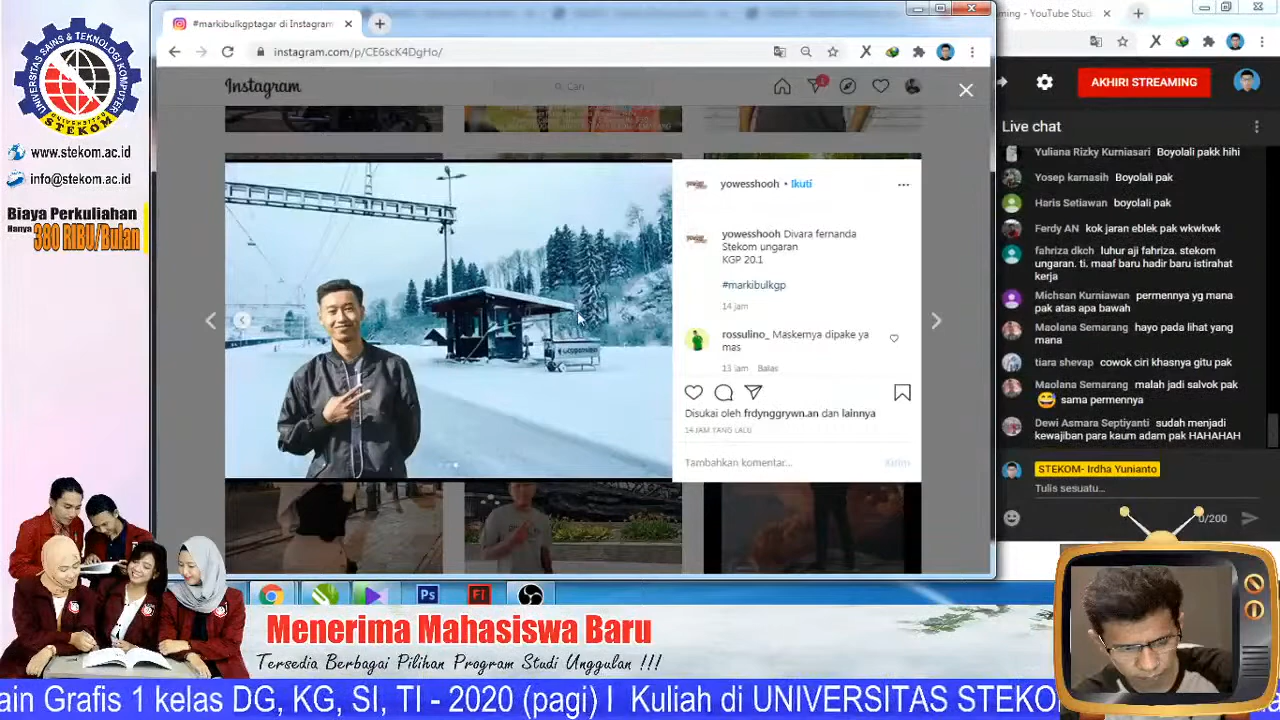 UNIVERSITAS SAINS & TEKNOLOGI KOMPUTER
STEKOM
www.stekom.ac.id
info@stekom.ac.id
Biaya Perkuliahan
Hanya 380 RIBU/Bulan
#markibulkgptagar di Instagram
instagram.com/p/CE6scK4DgHo/
Instagram
Cari
yowesshooh • Ikuti
yowesshooh Divara fernanda
Stekom ungaran
KGP 20.1
#markibulkgp
14 jam
rossulino_ Maskernya dipake ya
mas
13 jam Balas
Disukai oleh frdynggrywn.an dan lainnya
14 JAM YANG LALU
Tambahkan komentar...
Kirim
ming - YouTube Stud
AKHIRI STREAMING
Live chat
Yuliana Rizky Kurniasari Boyolali pakk hihi
Yosep karnasih Boyolali pak
Haris Setiawan boyolali pak
Ferdy AN kok jaran eblek pak wkwkwk
fahriza dkch luhur aji fahriza. stekom
ungaran. ti. maaf baru hadir baru istirahat
kerja
Michsan Kurniawan permennya yg mana
pak atas apa bawah
Maolana Semarang hayo pada lihat yang
mana
tiara shevap cowok ciri khasnya gitu pak
Maolana Semarang malah jadi salvok pak
sama permennya
Dewi Asmara Septiyanti sudah menjadi
kewajiban para kaum adam pak HAHAHAH
STEKOM- Irdha Yunianto
Tulis sesuatu...
0/200
Ps
Fl
Menerima Mahasiswa Baru
Tersedia Berbagai Pilihan Program Studi Unggulan !!!
ain Grafis 1 kelas DG, KG, SI, TI - 2020 (pagi) I Kuliah di UNIVERSITAS STEKO